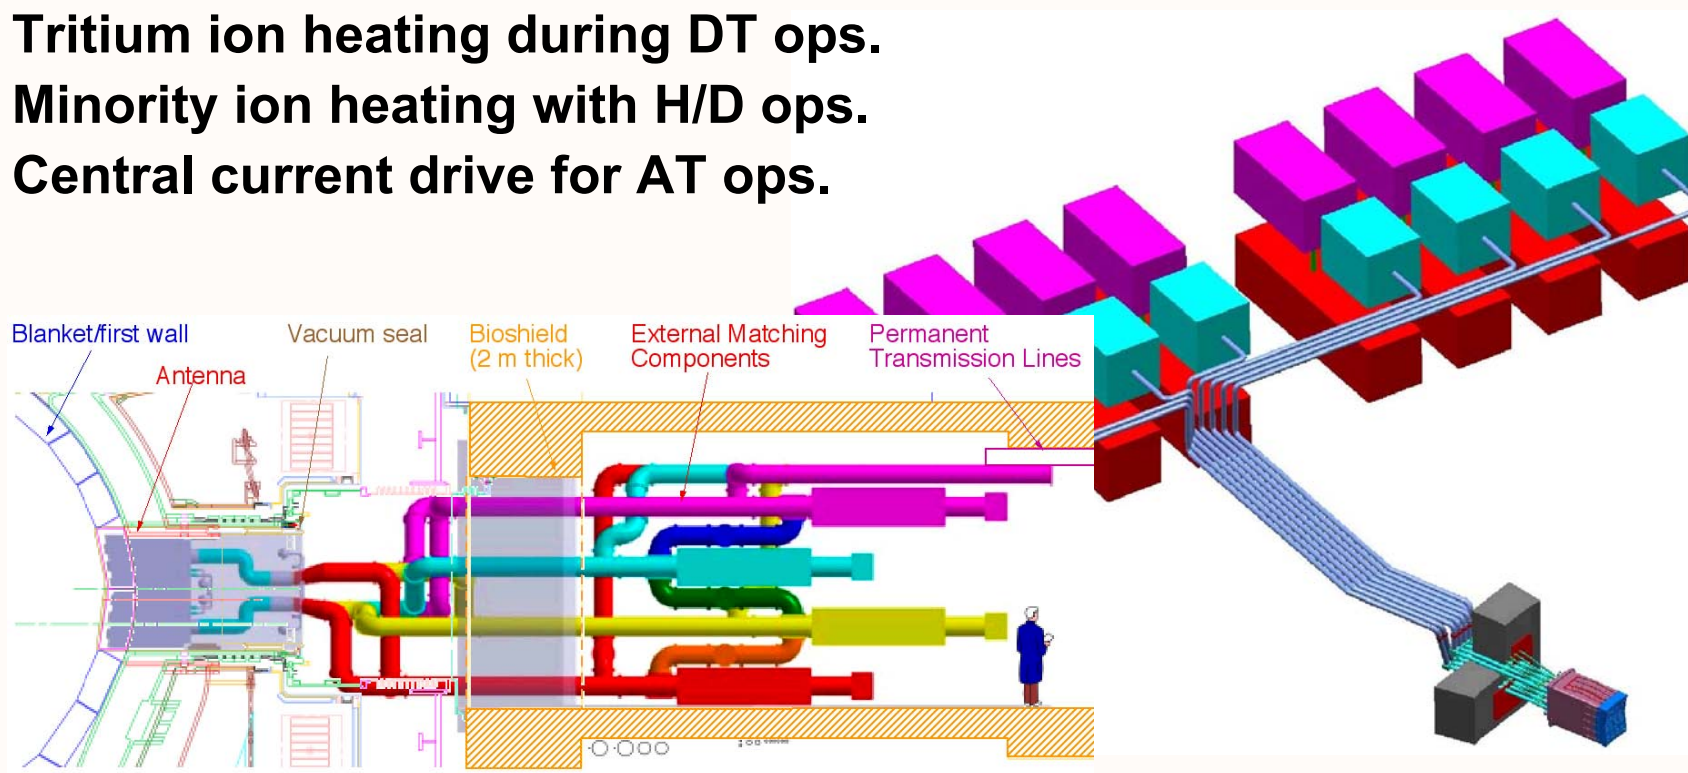 Tritium ion heating during DT ops.
Minority ion heating with H/D ops.
Central current drive for AT ops.
Blanket/first wall
Antenna
Vacuum seal
Bioshield
(2 m thick)
External Matching
Components
Permanent
Transmission Lines